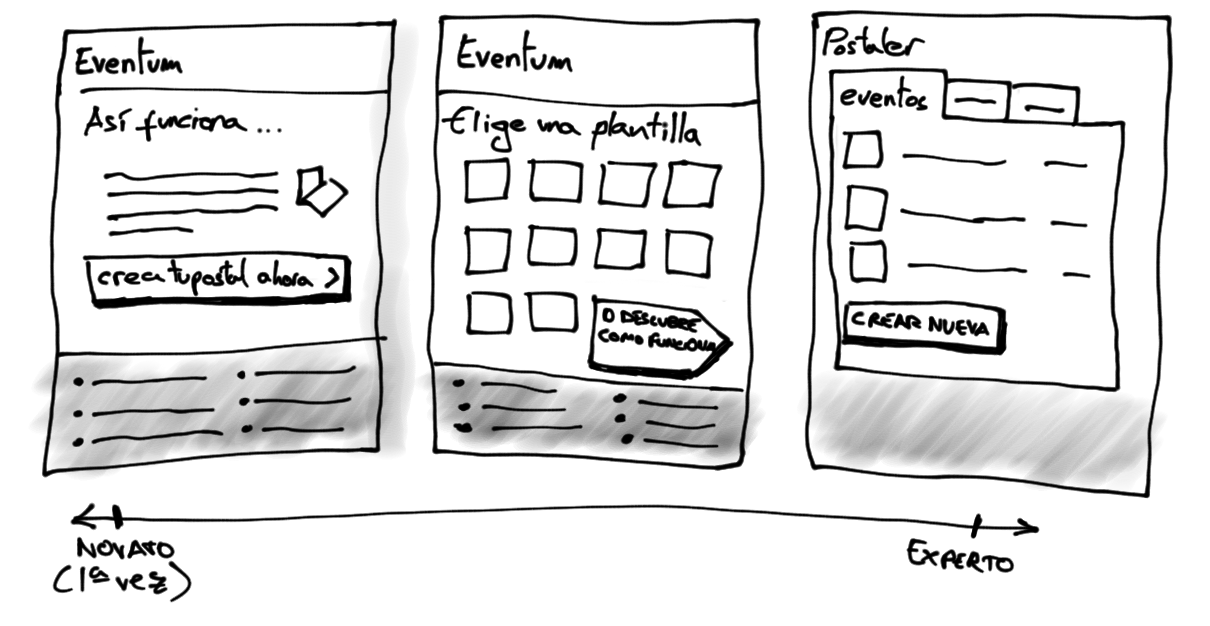 Eventum
Así funciona...
crea tu postal ahora >
Eventum
Elige una plantilla
O DESCUBRE
COMO FUNCIONA
Postaler
eventos
CREAR NUEVA
NOVATO
(1ª vez)
EXPERTO